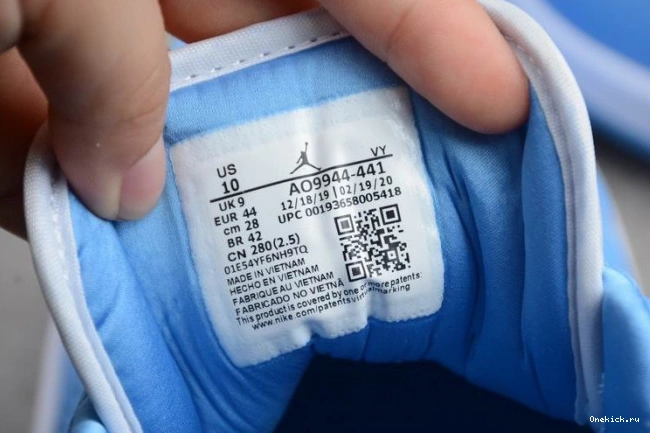 US
10
VY
AO9944-441
UK 9
12/18/19 | 02/19/20
EUR 44
UPC 00193658005418
cm 28
BR 42
CN 280(2.5)
01E54YF6NH9TQ
MADE IN VIETNAM
HECHO EN VIETNAM
FABRIQUE AU VIETNAM
FABRICADO NO VIETNÃ
This product is covered by one or more patents:
www.nike.com/patentsvirtualmarking
Onekick.ru